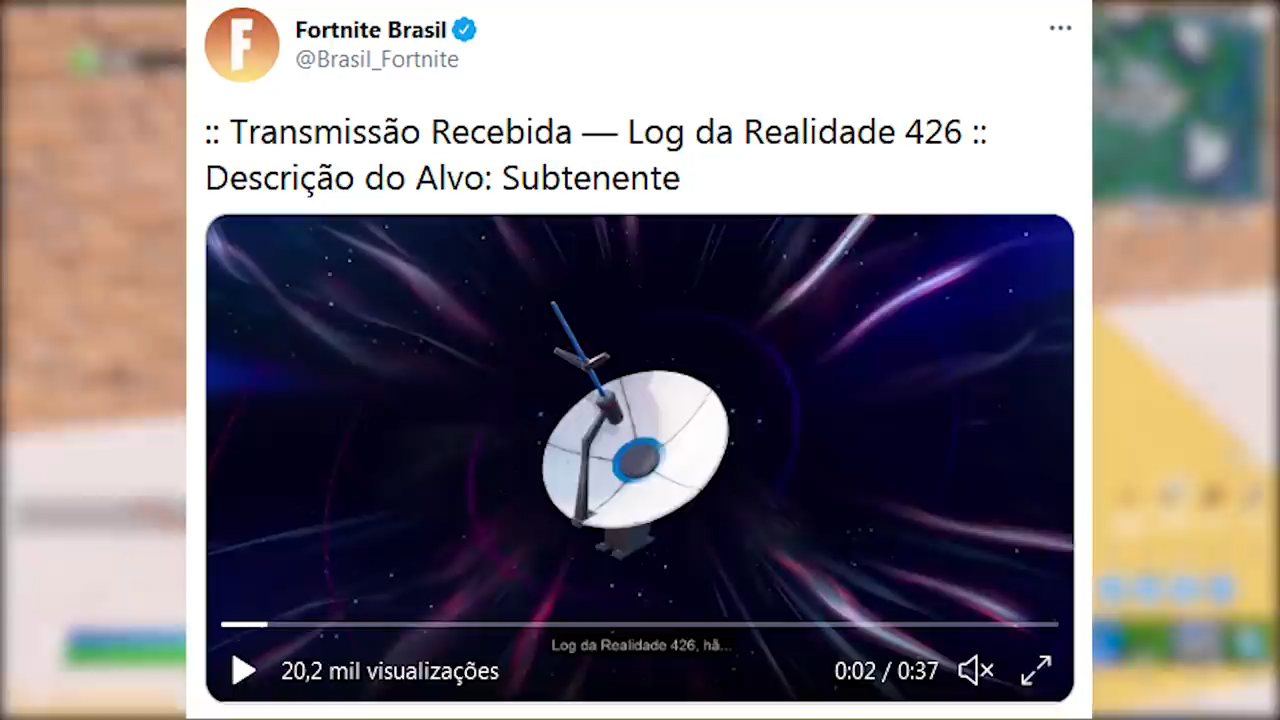 Fortnite Brasil
@Brasil_Fortnite
:: Transmissão Recebida — Log da Realidade 426 ::
Descrição do Alvo: Subtenente
Log da Realidade 426, hã...
20,2 mil visualizações
0:02 / 0:37